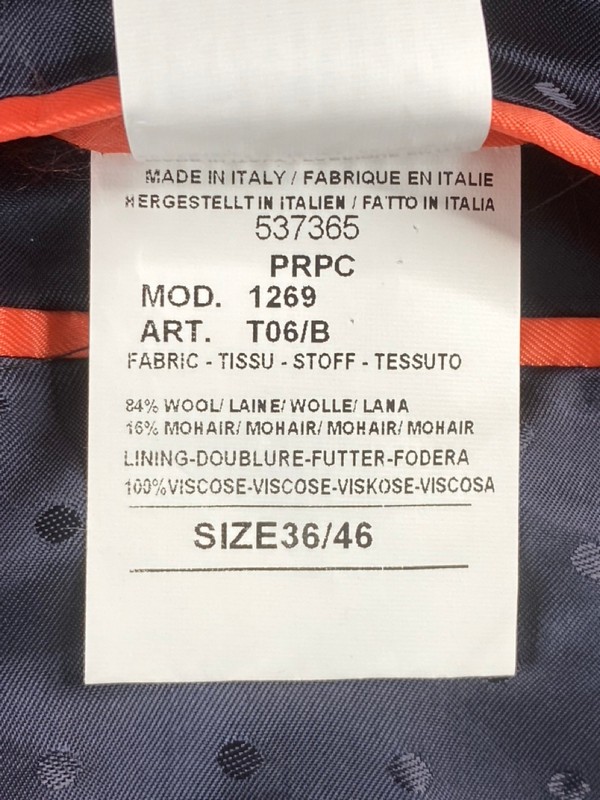 MADE IN ITALY / FABRIQUE EN ITALIE
HERGESTELLT IN ITALIEN / FATTO IN ITALIA
537365
PRPC
MOD. 1269
ART. T06/B
FABRIC - TISSU - STOFF - TESSUTO
84% WOOL/ LAINE/ WOLLE/ LANA
16% MOHAIR/ MOHAIR/ MOHAIR/ MOHAIR
LINING-DOUBLURE-FUTTER-FODERA
100%VISCOSE-VISCOSE-VISKOSE-VISCOSA
SIZE36/46